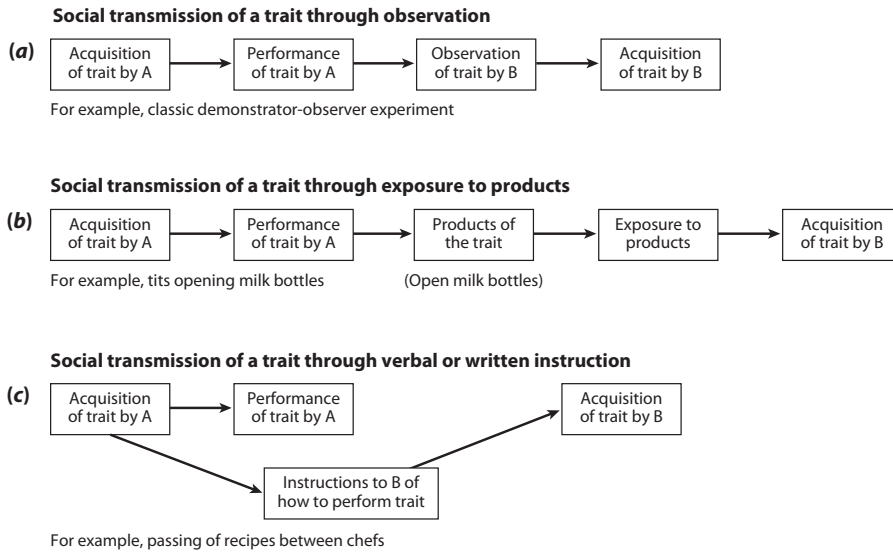 Social transmission of a trait through observation
(a)
Acquisition
of trait by A
Performance
of trait by A
Observation
of trait by B
Acquisition
of trait by B
For example, classic demonstrator-observer experiment
Social transmission of a trait through exposure to products
(b)
Acquisition
of trait by A
Performance
of trait by A
Products of
the trait
Exposure to
products
Acquisition
of trait by B
For example, tits opening milk bottles
(Open milk bottles)
Social transmission of a trait through verbal or written instruction
(c)
Acquisition
of trait by A
Performance
of trait by A
Acquisition
of trait by B
Instructions to B of
how to perform trait
For example, passing of recipes between chefs